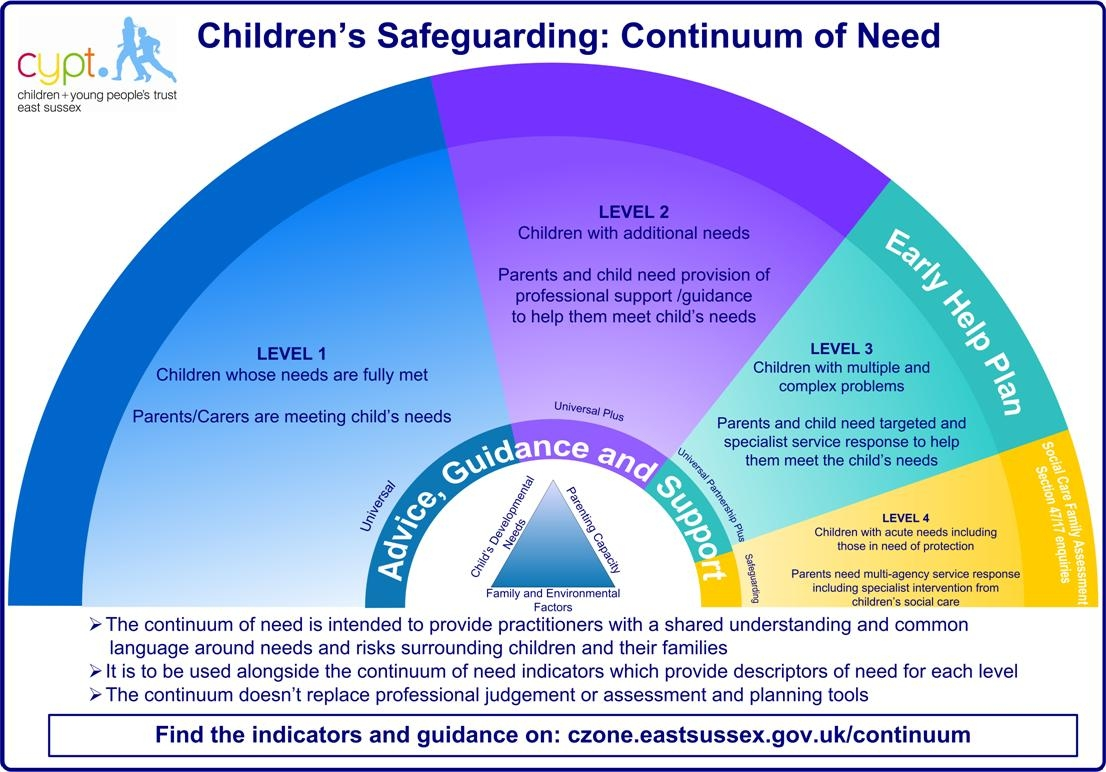 Children's Safeguarding: Continuum of Need
cypt.
children+young people's trust
east sussex
LEVEL 1
Children whose needs are fully met
Parents/Carers are meeting child's needs
LEVEL 2
Children with additional needs
Parents and child need provision of
professional support /guidance
to help them meet child's needs
LEVEL 3
Children with multiple and
complex problems
Parents and child need targeted and
specialist service response to help
them meet the child's needs
Early Help Plan
LEVEL 4
Children with acute needs including
those in need of protection
Parents need multi-agency service response
including specialist intervention from
children's social care
Social Care Family Assessment
Section 47/17 enquiries
Universal
Universal Plus
Universal Partnership Plus
Safeguarding
Advice, Guidance and Support
Child's Developmental
Needs
Parenting Capacity
Family and Environmental
Factors
➢ The continuum of need is intended to provide practitioners with a shared understanding and common
language around needs and risks surrounding children and their families
➢ It is to be used alongside the continuum of need indicators which provide descriptors of need for each level
➢ The continuum doesn't replace professional judgement or assessment and planning tools
Find the indicators and guidance on: czone.eastsussex.gov.uk/continuum